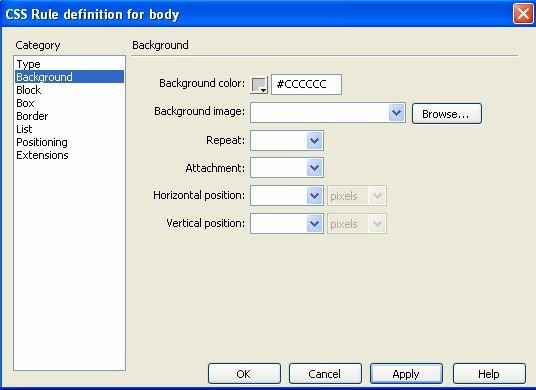 CSS Rule definition for body
Category
Background
Type
Background
Block
Box
Border
List
Positioning
Extensions
Background color: #CCCCCC
Background image: Browse...
Repeat:
Attachment:
Horizontal position: pixels
Vertical position: pixels
OK Cancel Apply Help